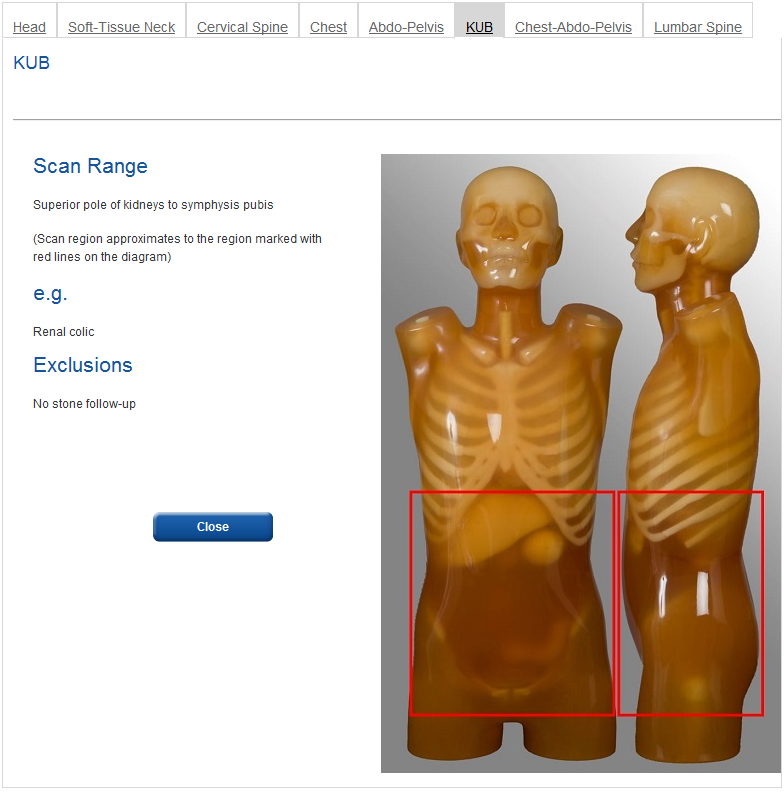 Head
Soft-Tissue Neck
Cervical Spine
Chest
Abdo-Pelvis
KUB
Chest-Abdo-Pelvis
Lumbar Spine
KUB
Scan Range
Superior pole of kidneys to symphysis pubis
(Scan region approximates to the region marked with
red lines on the diagram)
e.g.
Renal colic
Exclusions
No stone follow-up
Close